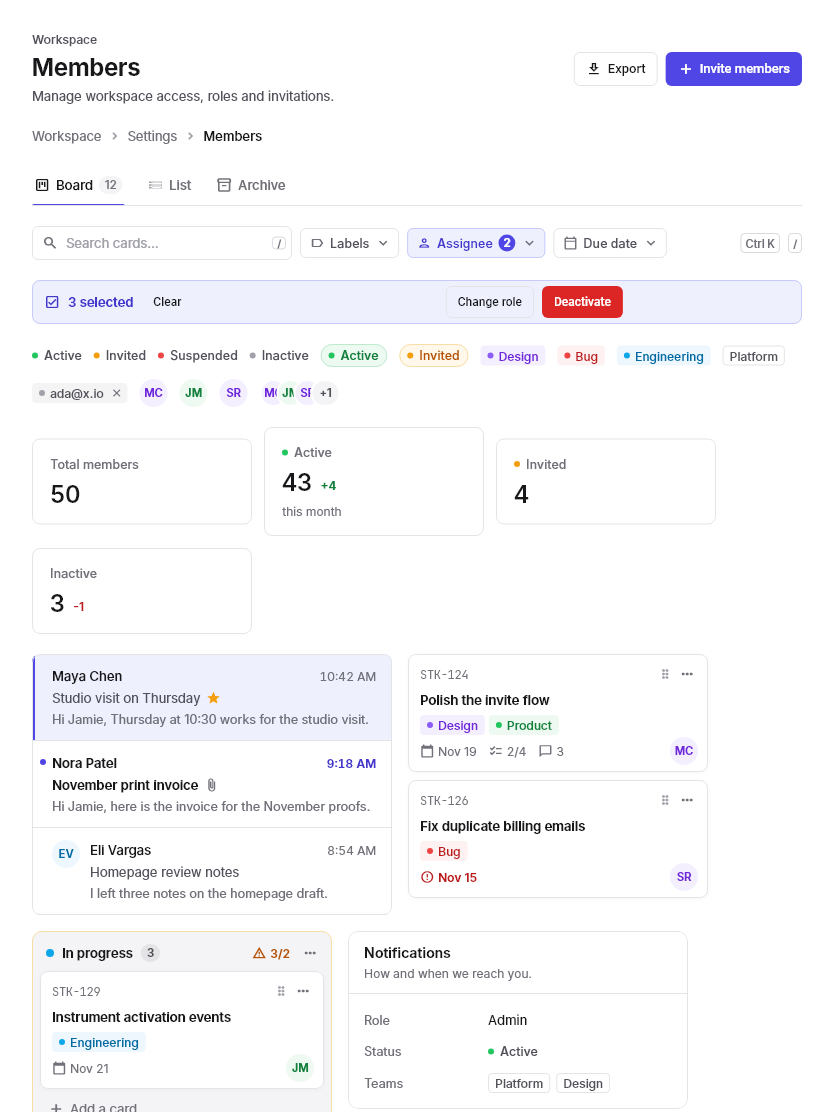 Workspace
Members
Manage workspace access, roles and invitations.
Export
Invite members
Workspace > Settings > Members
Board 12 List Archive
Search cards... /
Labels
Assignee 2
Due date
Ctrl K /
3 selected Clear Change role Deactivate
Active Invited Suspended Inactive Active Invited Design Bug Engineering Platform
ada@x.io × MC JM SR +1
Total members
50
Active
43 +4
this month
Invited
4
Inactive
3 -1
Maya Chen 10:42 AM
Studio visit on Thursday
Hi Jamie, Thursday at 10:30 works for the studio visit.
Nora Patel 9:18 AM
November print invoice
Hi Jamie, here is the invoice for the November proofs.
EV Eli Vargas 8:54 AM
Homepage review notes
I left three notes on the homepage draft.
STK-124
Polish the invite flow
Design Product
Nov 19 2/4 3 MC
STK-126
Fix duplicate billing emails
Bug
Nov 15 SR
In progress 3 3/2
STK-129
Instrument activation events
Engineering
Nov 21 JM
Add a card
Notifications
How and when we reach you.
Role Admin
Status Active
Teams Platform Design